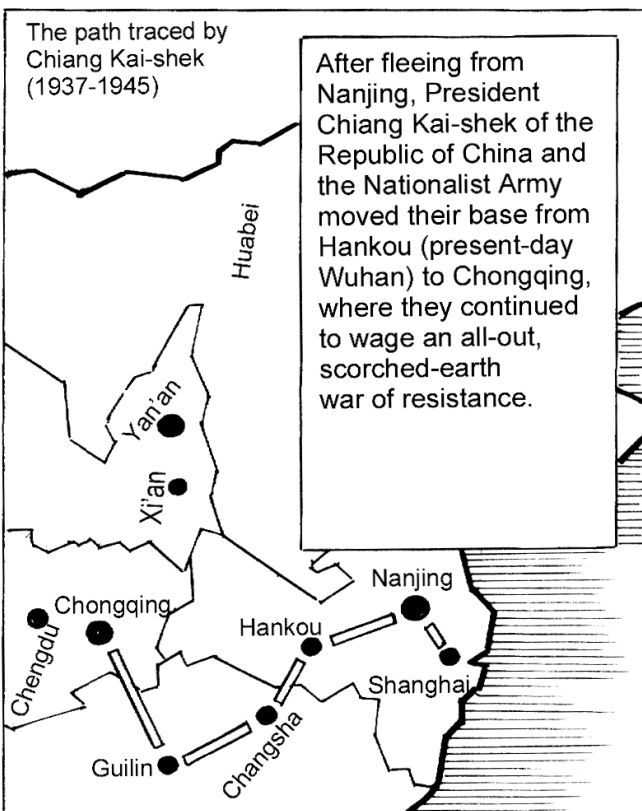 The path traced by
Chiang Kai-shek
(1937-1945)
After fleeing from
Nanjing, President
Chiang Kai-shek of the
Republic of China and
the Nationalist Army
moved their base from
Hankou (present-day
Wuhan) to Chongqing,
where they continued
to wage an all-out,
scorched-earth
war of resistance.
Huabei
Yan'an
Xi'an
Nanjing
Chongqing
Hankou
Chengdu
Shanghai
Changsha
Guilin